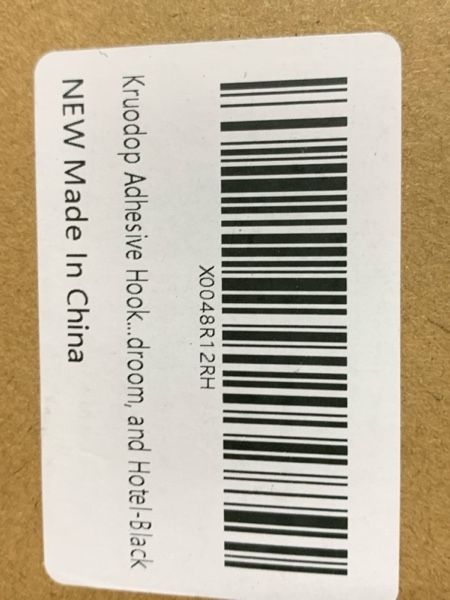 X0048R12RH
Kruodop Adhesive Hook...droom, and Hotel-Black
NEW Made In China